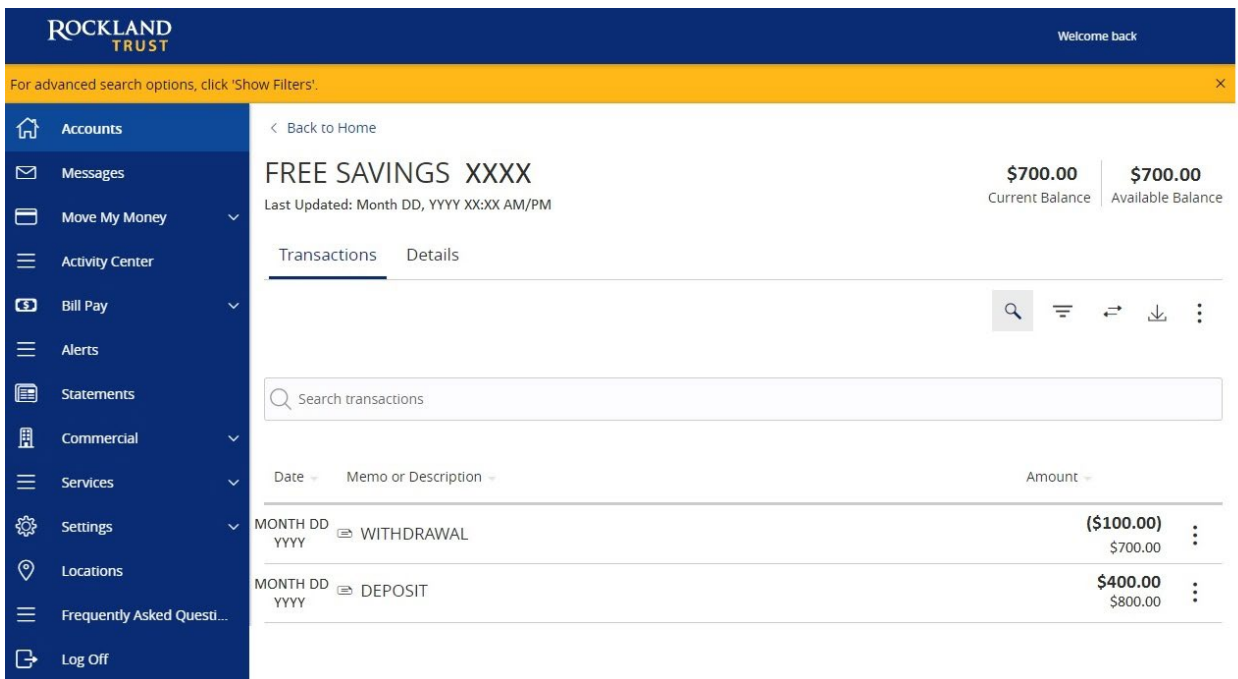 ROCKLAND
TRUST
Welcome back
For advanced search options, click 'Show Filters'.
Accounts
Messages
Move My Money
Activity Center
Bill Pay
Alerts
Statements
Commercial
Services
Settings
Locations
Frequently Asked Questi...
Log Off
Back to Home
FREE SAVINGS XXXX
Last Updated: Month DD, YYYY XX:XX AM/PM
$700.00 $700.00
Current Balance Available Balance
Transactions Details
Search transactions
Date Memo or Description Amount
MONTH DD YYYY WITHDRAWAL ($100.00)
$700.00
MONTH DD YYYY DEPOSIT $400.00
$800.00